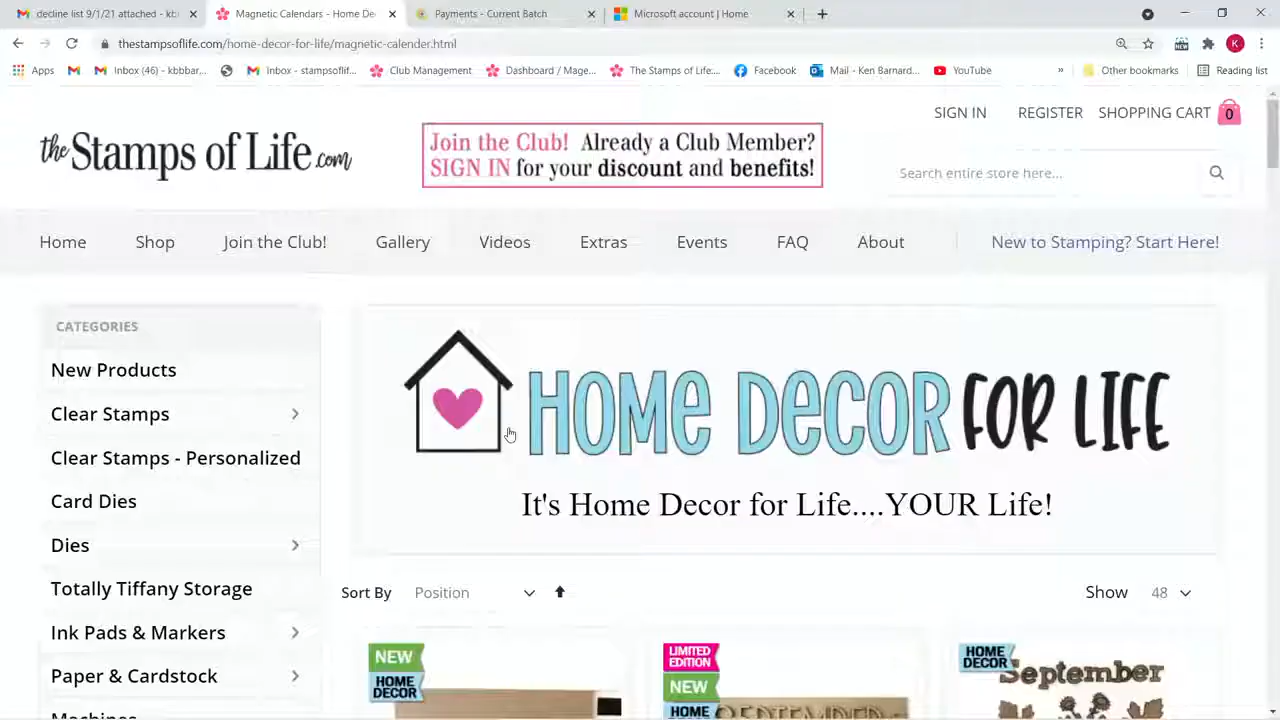 decline list 9/1/21 attached - kbb
Magnetic Calendars - Home De
Payments - Current Batch
Microsoft account | Home
thestampsoflife.com/home-decor-for-life/magnetic-calender.html
NEW
K
Apps
Inbox (46) - kbbbar...
Inbox - stampsoflif...
Club Management
Dashboard / Mage...
The Stamps of Life:...
Facebook
Mail - Ken Barnard...
YouTube
»
Other bookmarks
Reading list
SIGN IN
REGISTER
SHOPPING CART
0
the Stamps of Life.com
Join the Club! Already a Club Member?
SIGN IN for your discount and benefits!
Search entire store here...
Home
Shop
Join the Club!
Gallery
Videos
Extras
Events
FAQ
About
New to Stamping? Start Here!
CATEGORIES
New Products
Clear Stamps
Clear Stamps - Personalized
Card Dies
Dies
Totally Tiffany Storage
Ink Pads & Markers
Paper & Cardstock
Machines
HOME DECOR FOR LIFE
It's Home Decor for Life....YOUR Life!
Sort By
Position
Show
48
NEW
HOME
DECOR
LIMITED
EDITION
NEW
HOME
SEPTEMBER
HOME
DECOR
September